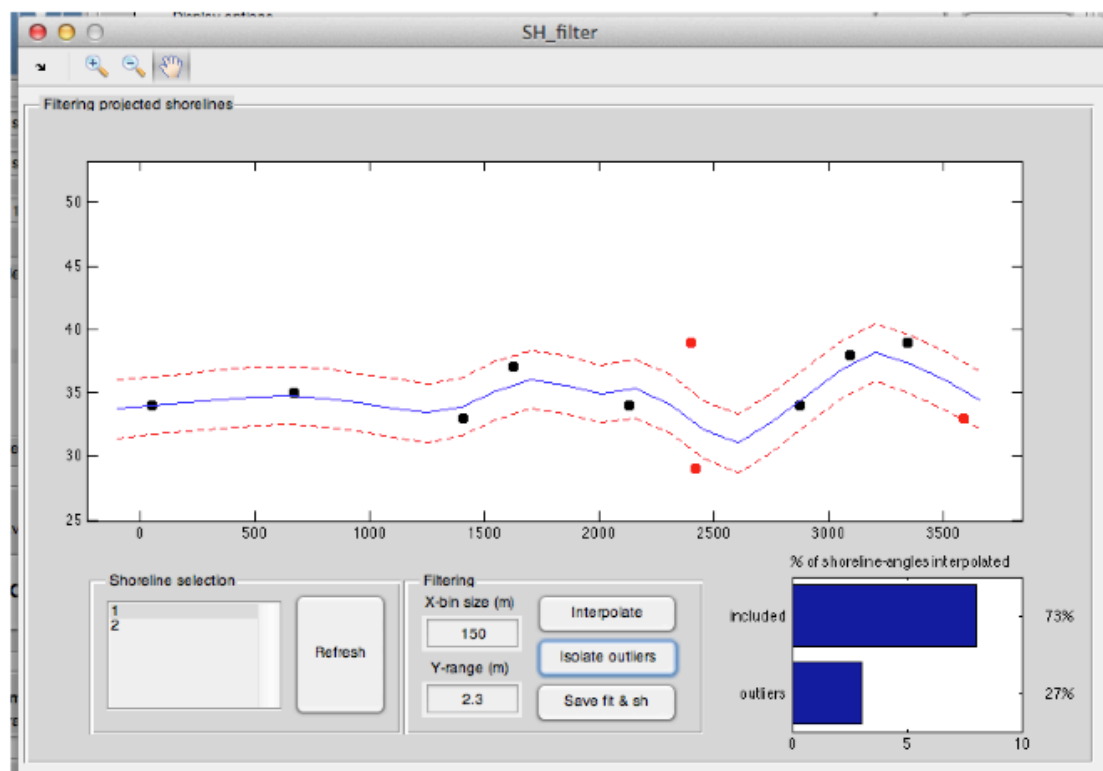 Display options
SH_filter
Filtering projected shorelines
50
45
40
35
30
25
0 500 1000 1500 2000 2500 3000 3500
Shoreline selection
1
2
Refresh
Filtering
X-bin size (m)
150
Y-range (m)
2.3
Interpolate
Isolate outliers
Save fit & sh
% of shoreline-angles interpolated
included
73%
outliers
27%
0 5 10